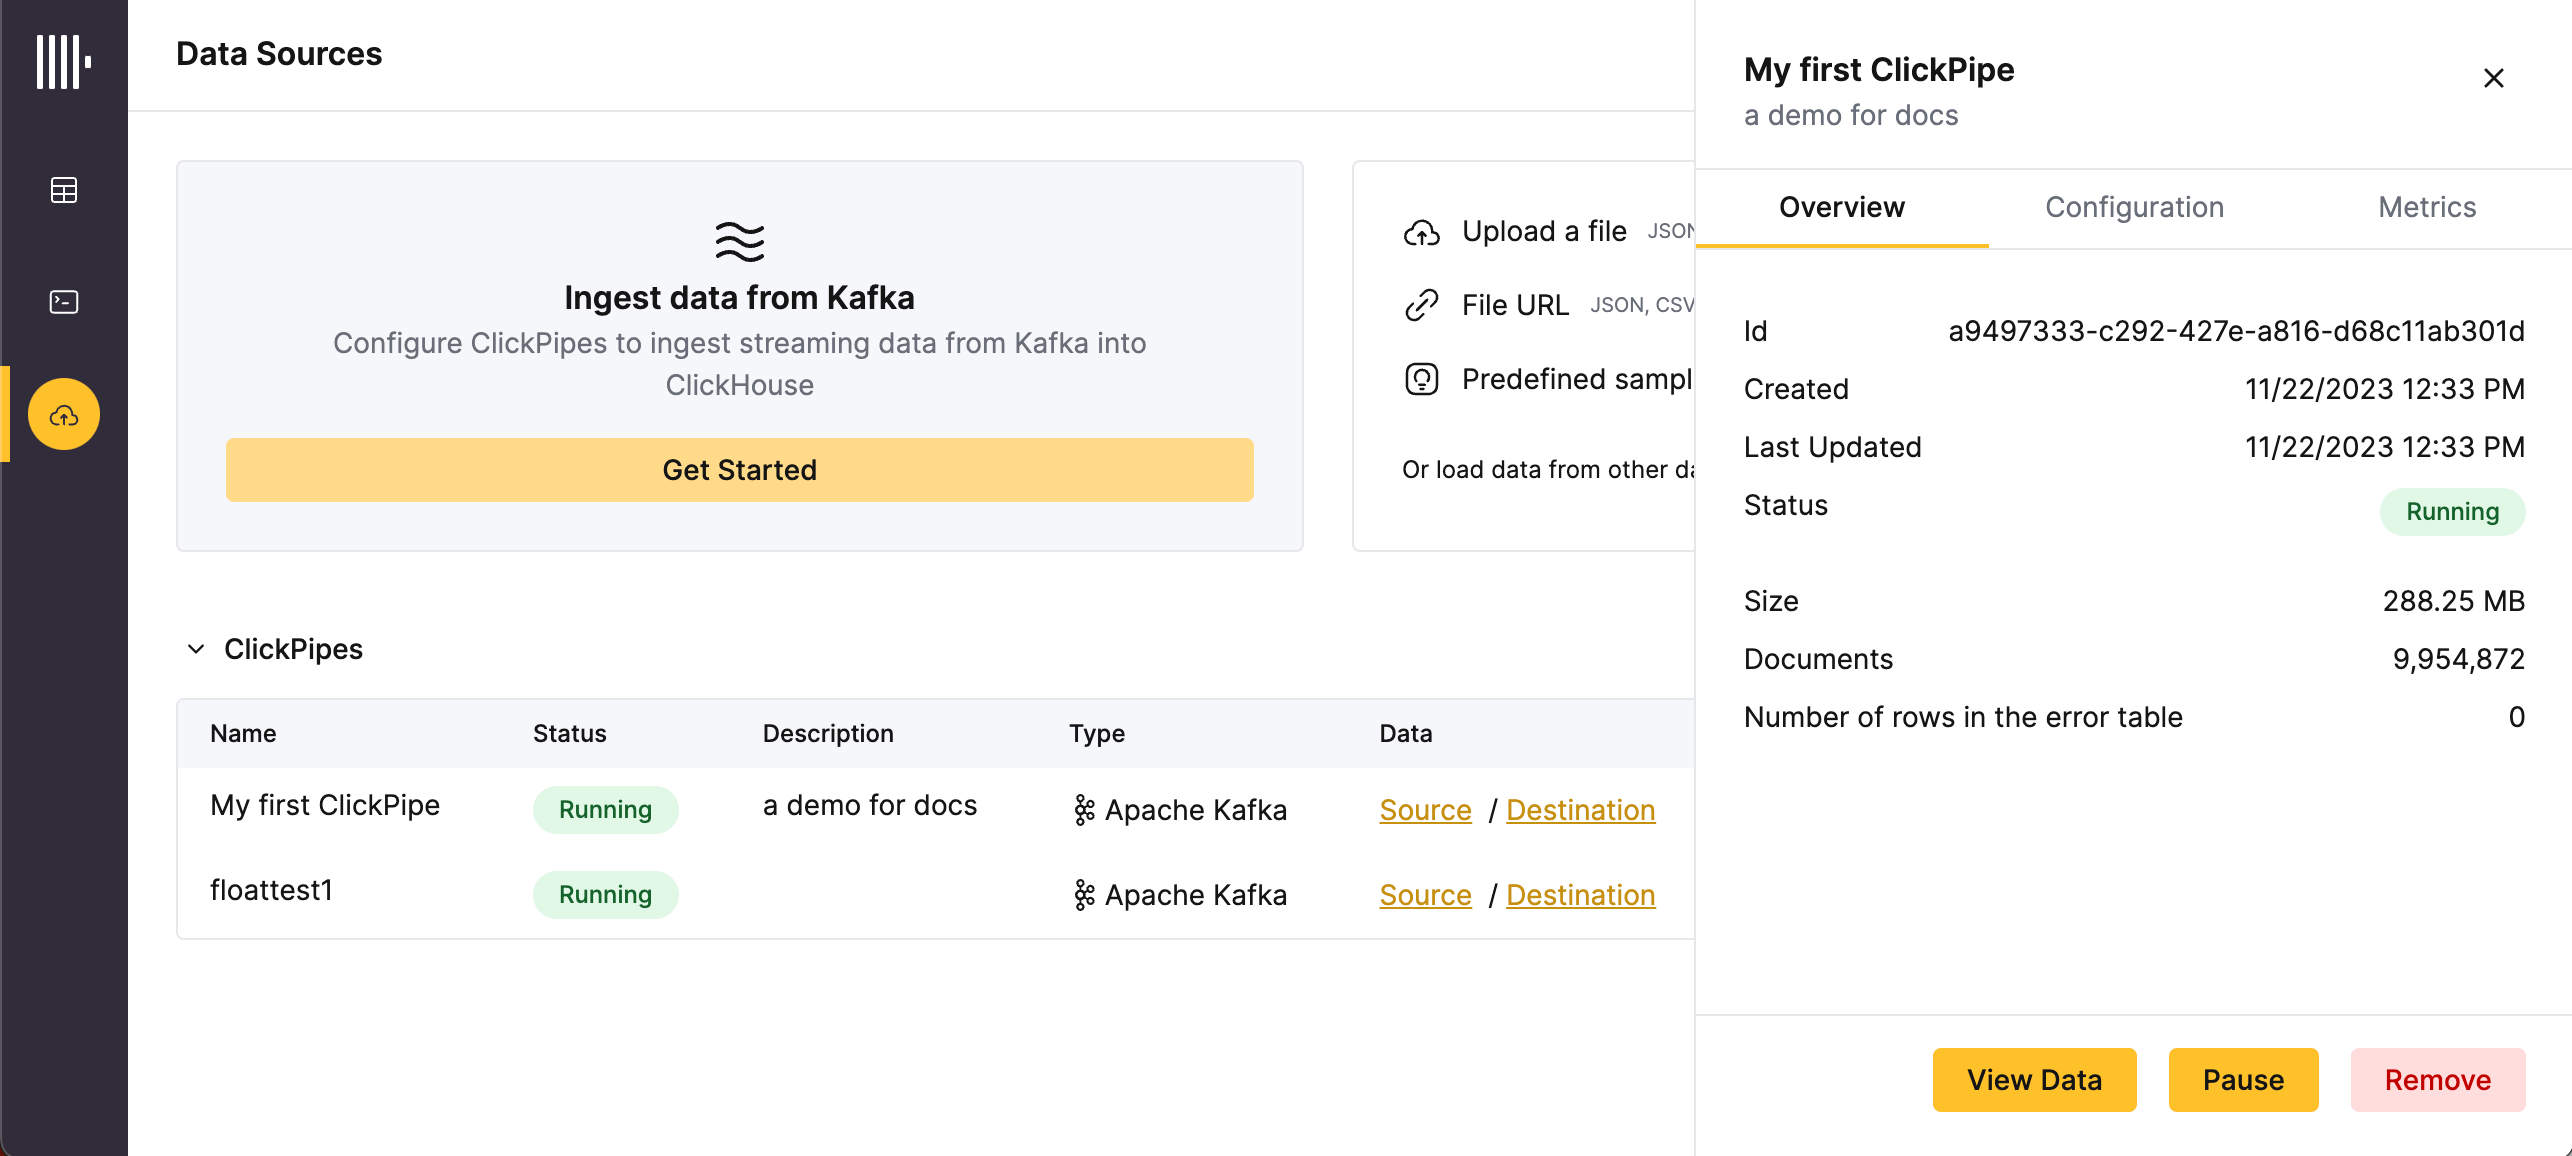 Data Sources
Ingest data from Kafka
Configure ClickPipes to ingest streaming data from Kafka into
ClickHouse
Get Started
Upload a file JSON
File URL JSON, CSV
Predefined sampl
Or load data from other da
ClickPipes
Name Status Description Type Data
My first ClickPipe Running a demo for docs Apache Kafka Source / Destination
floattest1 Running Apache Kafka Source / Destination
My first ClickPipe
a demo for docs
Overview Configuration Metrics
Id a9497333-c292-427e-a816-d68c11ab301d
Created 11/22/2023 12:33 PM
Last Updated 11/22/2023 12:33 PM
Status Running
Size 288.25 MB
Documents 9,954,872
Number of rows in the error table 0
View Data Pause Remove